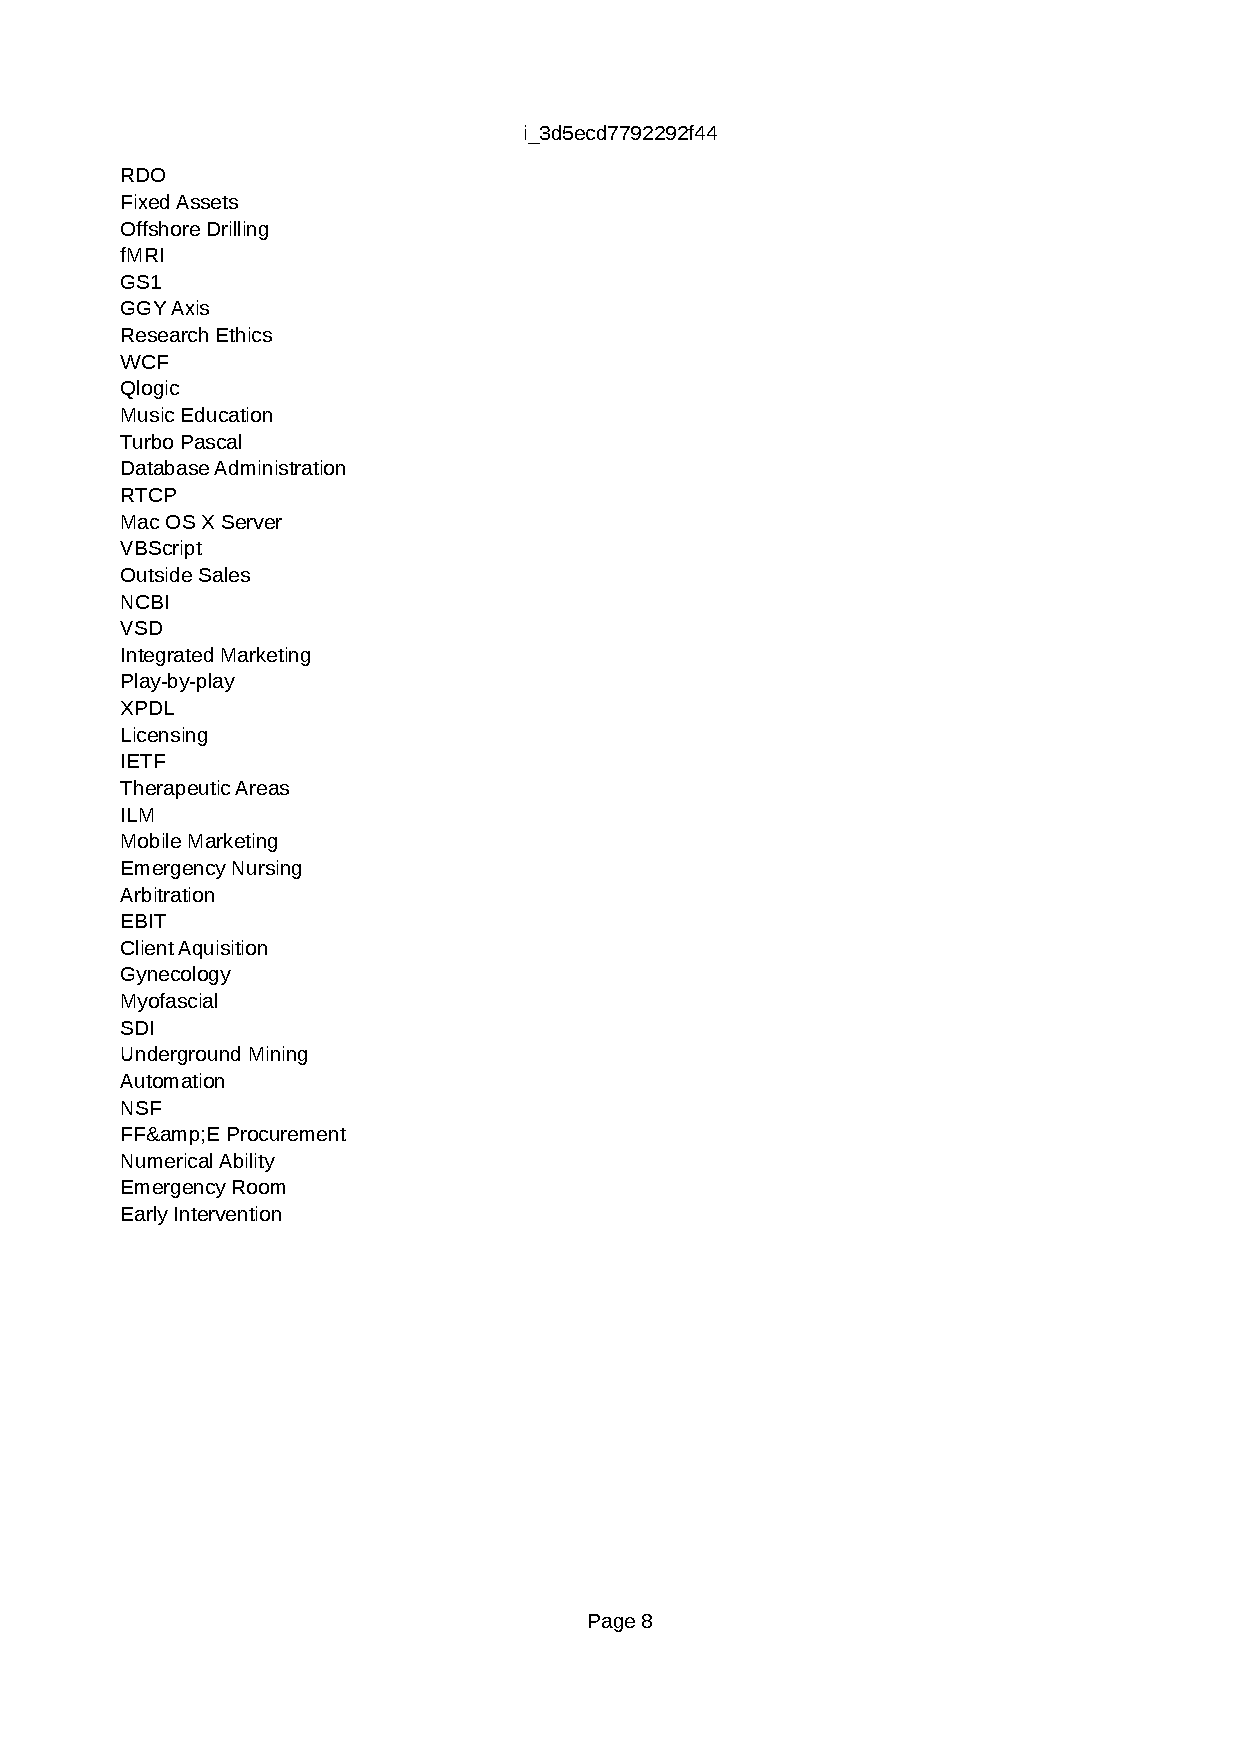 i_3d5ecd7792292f44
RDO
Fixed Assets
Offshore Drilling
fMRI
GS1
GGY Axis
Research Ethics
WCF
Qlogic
Music Education
Turbo Pascal
Database Administration
RTCP
Mac OS X Server
VBScript
Outside Sales
NCBI
VSD
Integrated Marketing
Play-by-play
XPDL
Licensing
IETF
Therapeutic Areas
ILM
Mobile Marketing
Emergency Nursing
Arbitration
EBIT
Client Aquisition
Gynecology
Myofascial
SDI
Underground Mining
Automation
NSF
FF&amp;E Procurement
Numerical Ability
Emergency Room
Early Intervention
Page 8